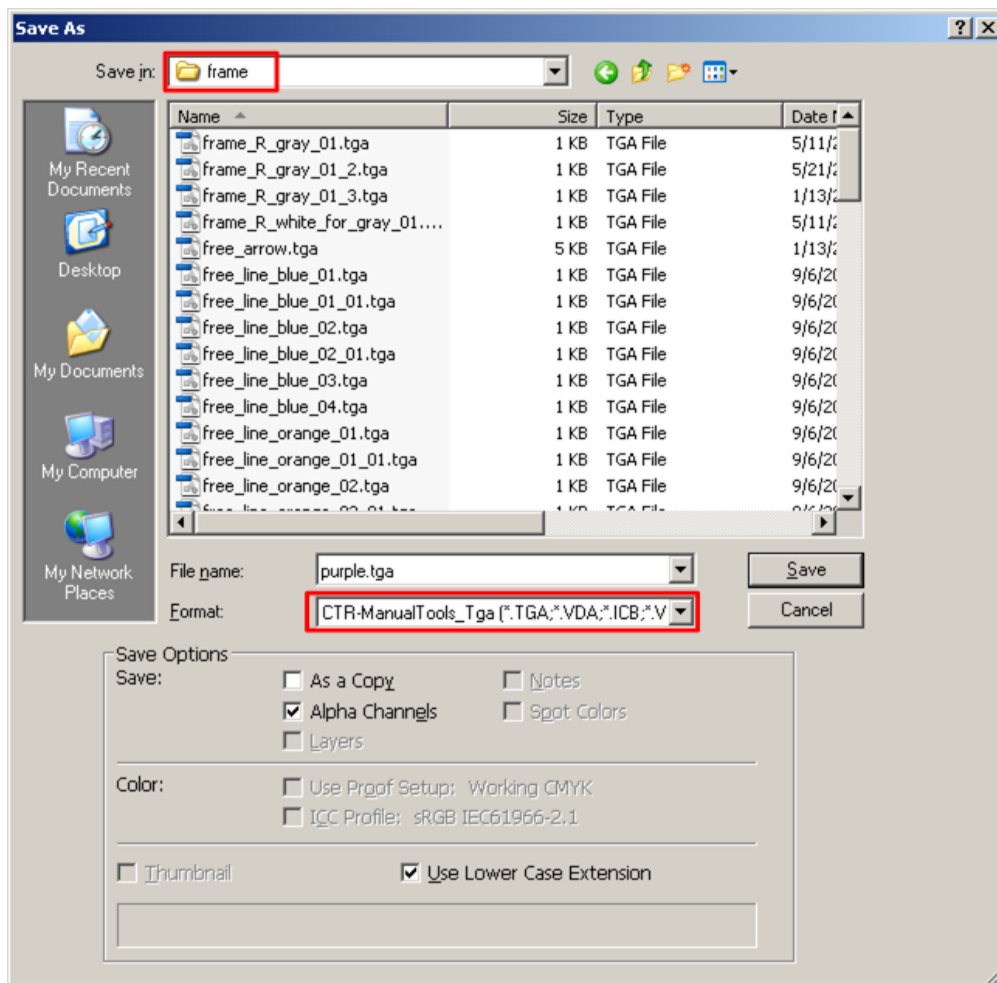 Save As
Save in: frame
Name Size Type Date
frame_R_gray_01.tga 1 KB TGA File 5/11/2
frame_R_gray_01_2.tga 1 KB TGA File 5/21/2
frame_R_gray_01_3.tga 1 KB TGA File 1/13/2
frame_R_white_for_gray_01.... 1 KB TGA File 5/11/2
free_arrow.tga 5 KB TGA File 1/13/2
free_line_blue_01.tga 1 KB TGA File 9/6/20
free_line_blue_01_01.tga 1 KB TGA File 9/6/20
free_line_blue_02.tga 1 KB TGA File 9/6/20
free_line_blue_02_01.tga 1 KB TGA File 9/6/20
free_line_blue_03.tga 1 KB TGA File 9/6/20
free_line_blue_04.tga 1 KB TGA File 9/6/20
free_line_orange_01.tga 1 KB TGA File 9/6/20
free_line_orange_01_01.tga 1 KB TGA File 9/6/20
free_line_orange_02.tga 1 KB TGA File 9/6/20
My Recent
Documents
Desktop
My Documents
My Computer
My Network
Places
File name: purple.tga Save
Format: CTR-ManualTools_Tga (*.TGA;*.VDA;*.ICB;*.V Cancel
Save Options
Save: As a Copy Notes
Alpha Channels Spot Colors
Layers
Color: Use Proof Setup: Working CMYK
ICC Profile: sRGB IEC61966-2.1
Thumbnail Use Lower Case Extension